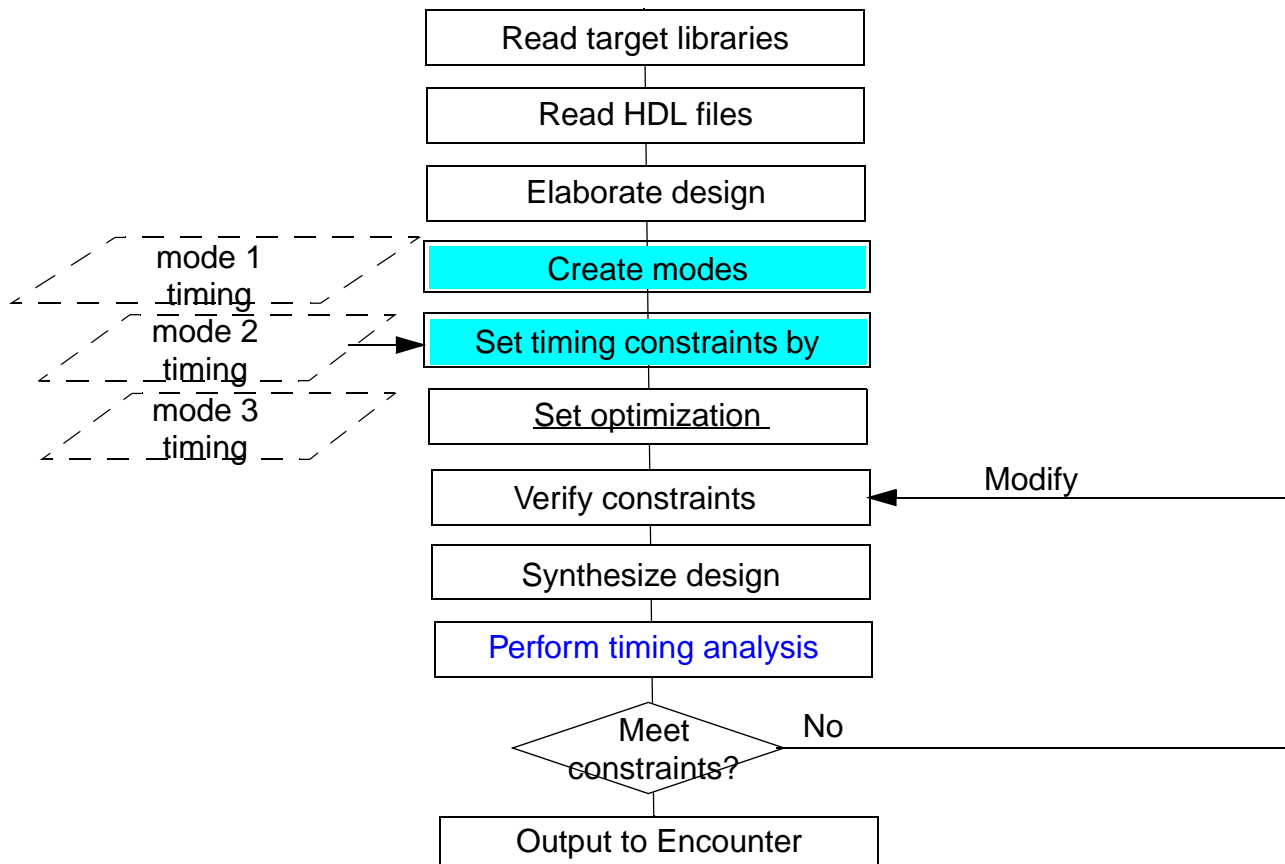 Read target libraries
Read HDL files
Elaborate design
mode 1
timing
Create modes
mode 2
timing
Set timing constraints by
mode 3
timing
Set optimization
Verify constraints
Modify
Synthesize design
Perform timing analysis
Meet
constraints?
No
Output to Encounter